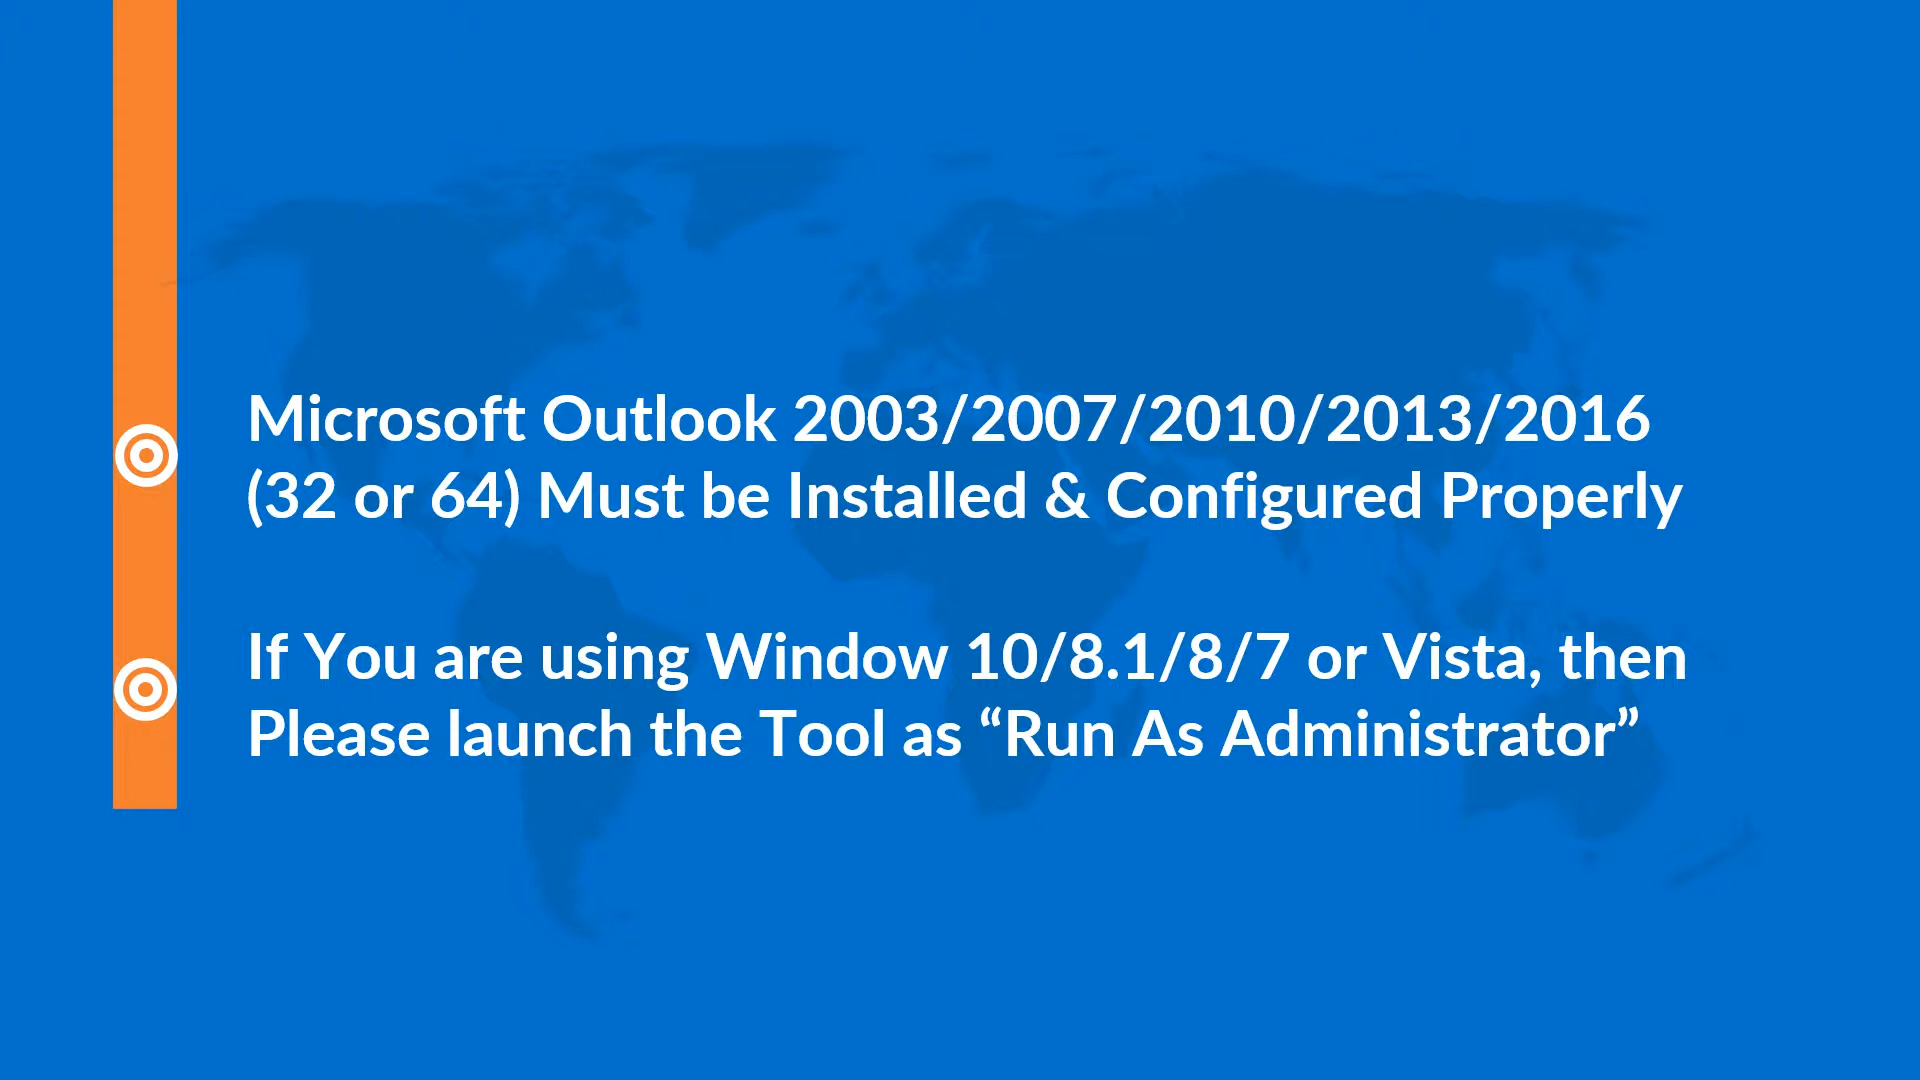 Microsoft Outlook 2003/2007/2010/2013/2016
(32 or 64) Must be Installed & Configured Properly
If You are using Window 10/8.1/8/7 or Vista, then
Please launch the Tool as “Run As Administrator”